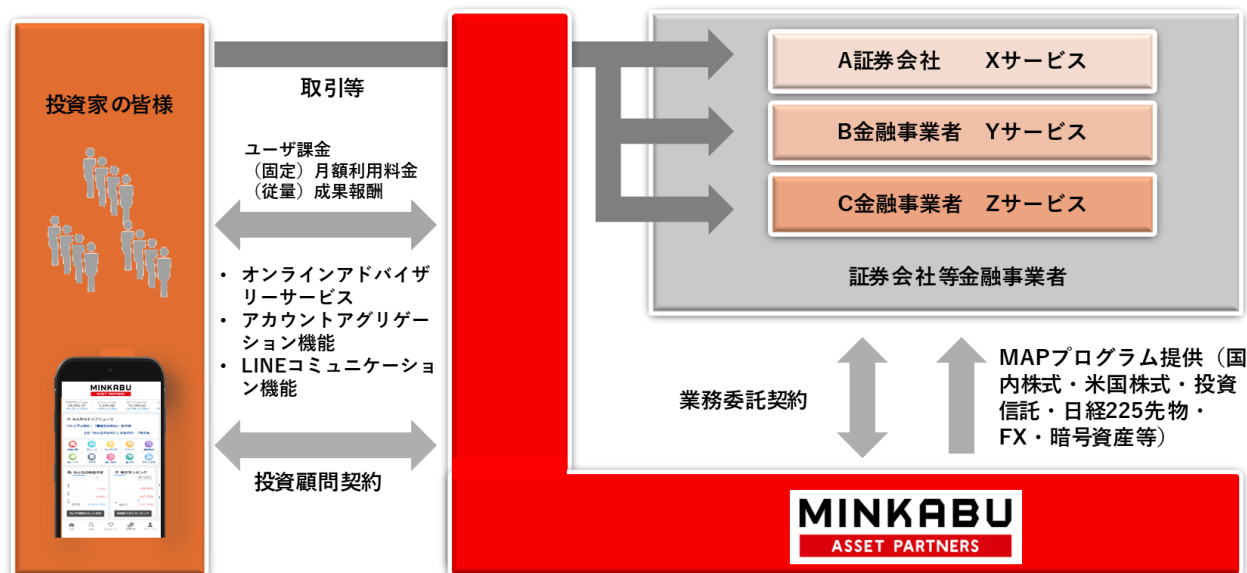 投資家の皆様
MINKABU
ASSET PARTNERS
取引等
ユーザ課金
（固定）月額利用料金
（従量）成果報酬
• オンラインアドバイザ
リーサービス
• アカウントアグリゲー
ション機能
• LINEコミュニケーショ
ン機能
投資顧問契約
A証券会社 Xサービス
B金融事業者 Yサービス
C金融事業者 Zサービス
証券会社等金融事業者
業務委託契約
MAPプログラム提供（国
内株式・米国株式・投資
信託・日経225先物・
FX・暗号資産等）
MINKABU
ASSET PARTNERS